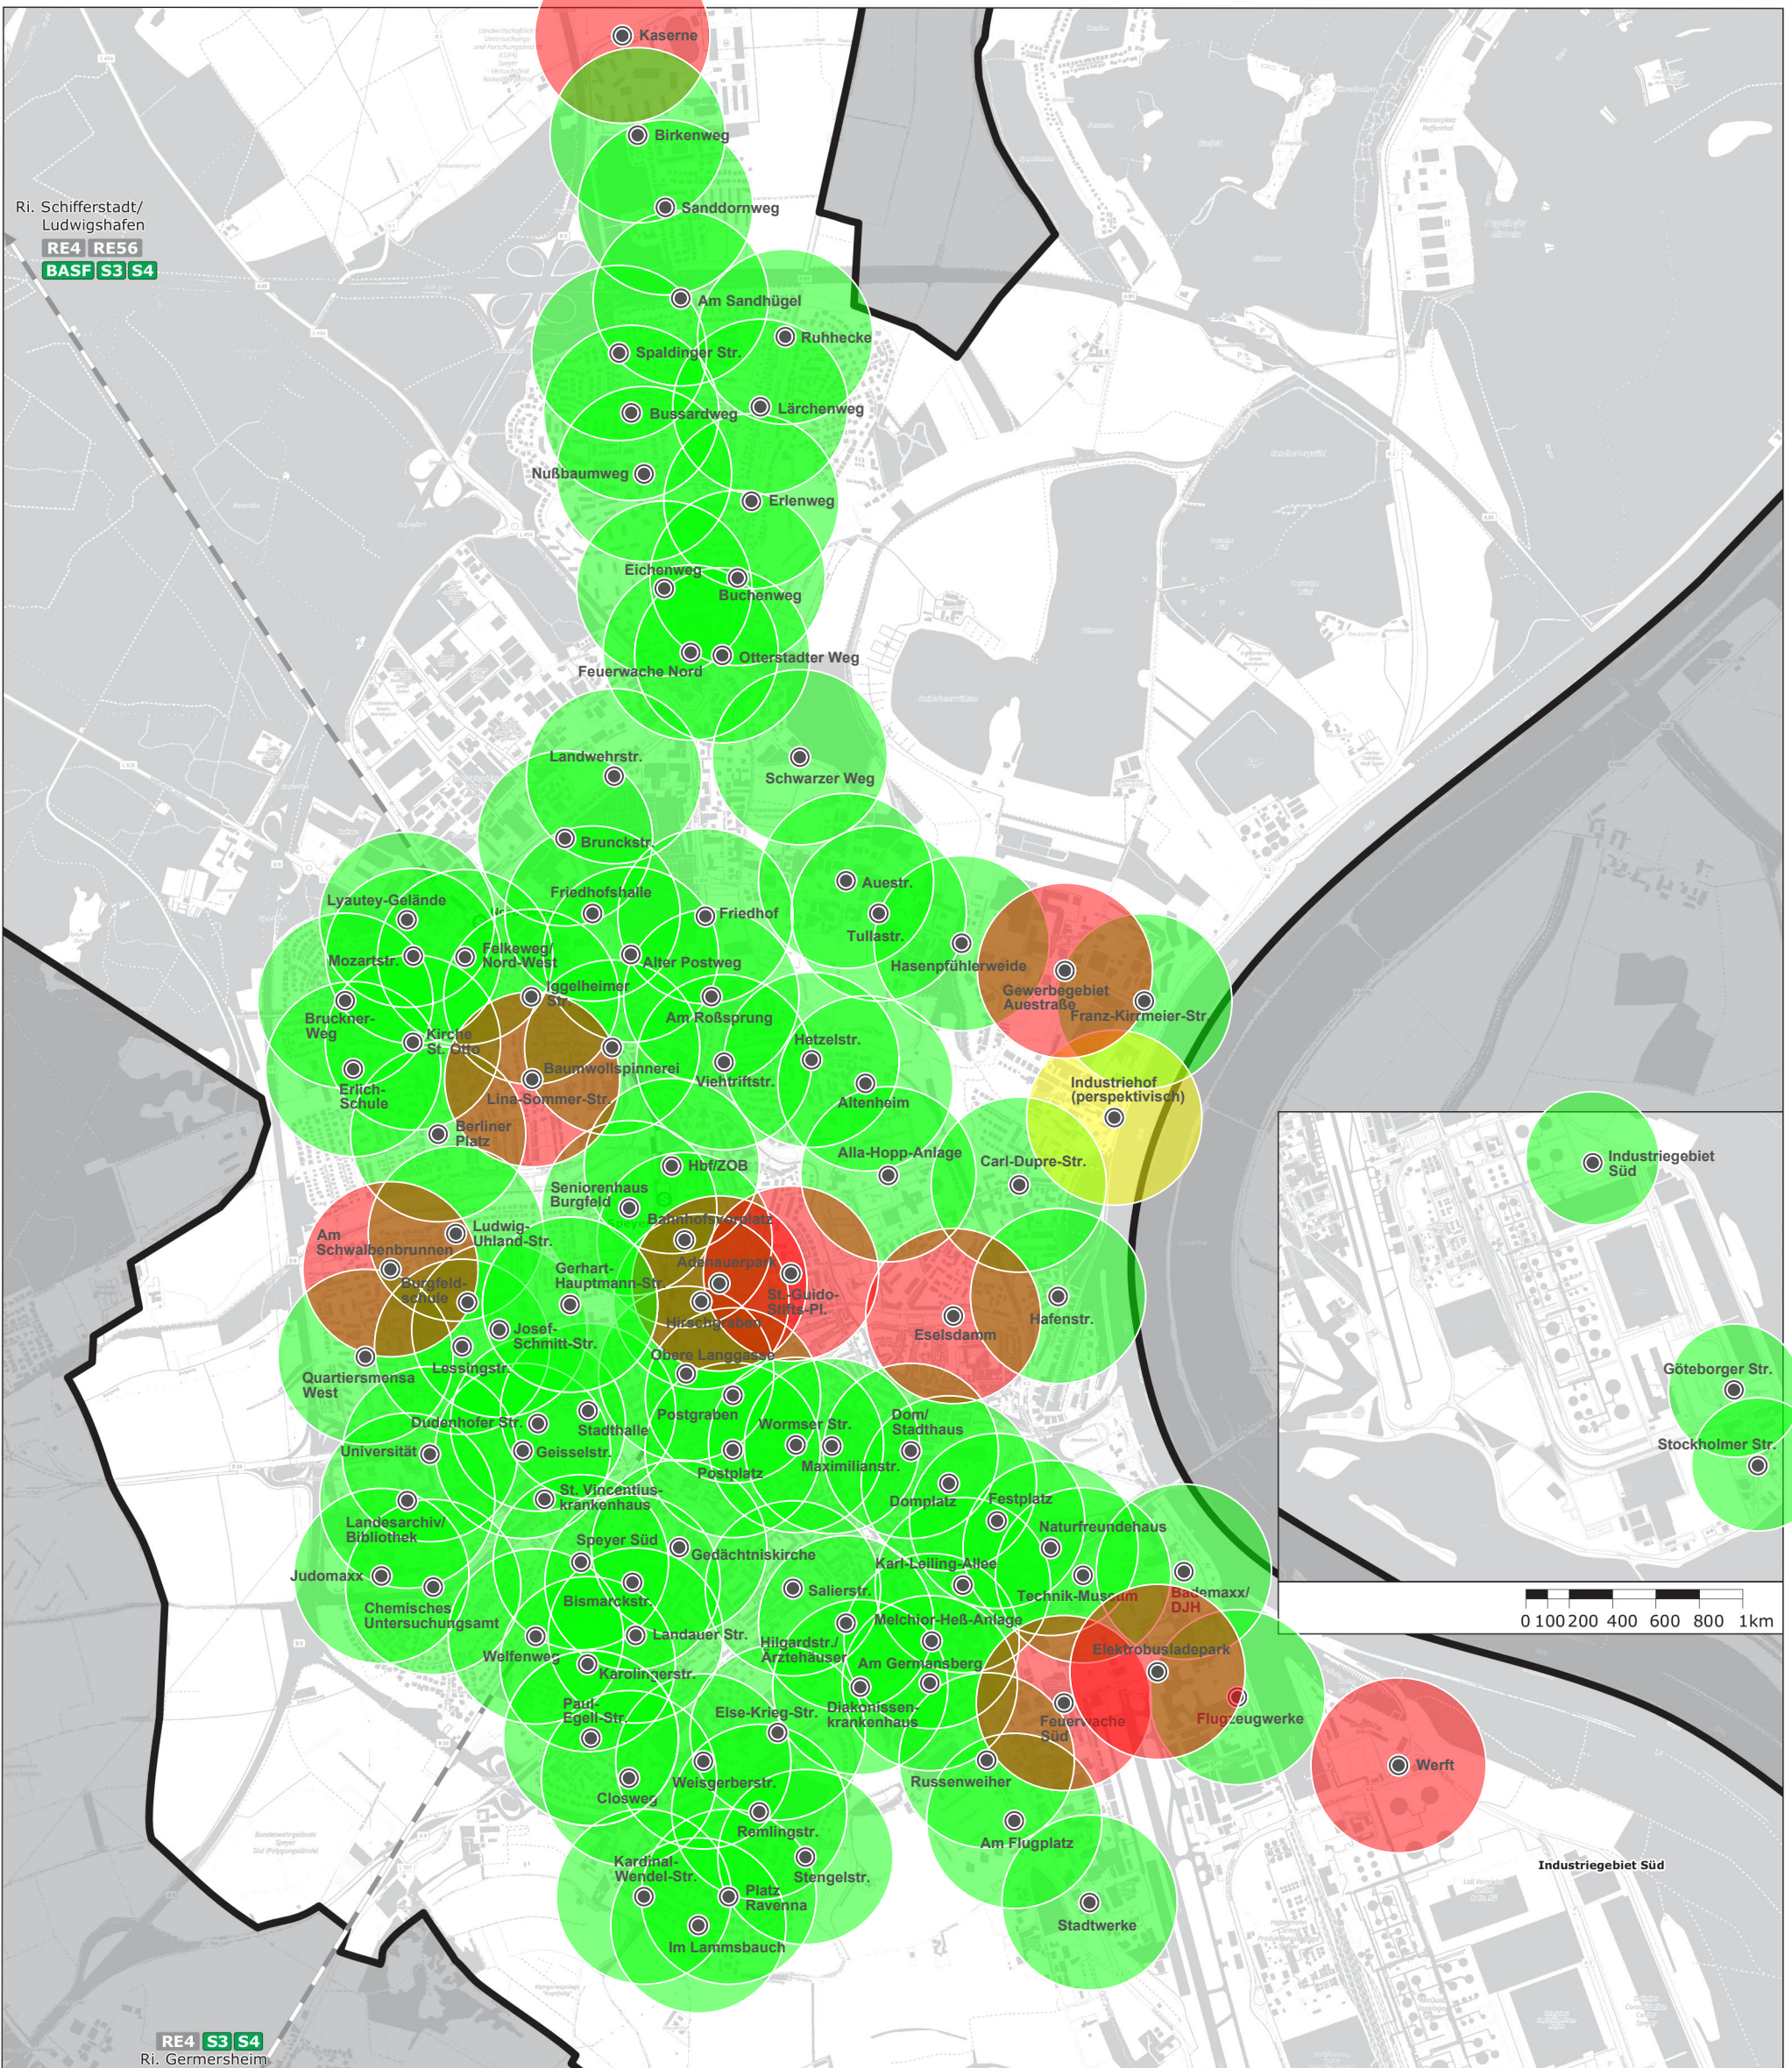 Kaserne
Birkenweg
Sanddornweg
Ri. Schifferstadt/
Ludwigshafen
RE4 RE56
BASF S3 S4
Am Sandhügel
Ruhhecke
Spaldinger Str.
Bussardweg
Lärchenweg
Nußbaumweg
Erlenweg
Eichenweg
Buchenweg
Feuerwache Nord
Otterstadter Weg
Landwehrstr.
Schwarzer Weg
Brunckstr.
Auestr.
Friedhofshalle
Lyautey-Gelände
Friedhof
Tullastr.
Mozartstr.
Felkeweg/
Nord-West
Alter Postweg
Hasenpfühlerweide
Iggelheimer
Str.
Gewerbegebiet
Auestraße
Bruckner-
Weg
Am Roßsprung
Franz-Kirrmeier-Str.
Kirche
St. Otto
Hetzelstr.
Baumwollspinnerei
Viehtriftstr.
Erlich-
Schule
Lina-Sommer-Str.
Altenheim
Industriehof
(perspektivisch)
Berliner
Platz
Hbf/ZOB
Alla-Hopp-Anlage
Carl-Dupre-Str.
Industriegebiet
Süd
Seniorenhaus
Burgfeld
Bahnhofsvorplatz
Am
Schwalbenbrunnen
Ludwig-
Uhland-Str.
Adenauerpark
Gerhart-
Hauptmann-Str.
Burgfeld-
schule
St.-Guido-
Stifts-Pl.
Hirschgraben
Eselsdamm
Hafenstr.
Josef-
Schmitt-Str.
Lessingstr.
Obere Langgasse
Quartiersmensa
West
Göteborger Str.
Postgraben
Dudenhofer Str.
Stadthalle
Wormser Str.
Dom/
Stadthaus
Universität
Geisselstr.
Postplatz
Maximilianstr.
Stockholmer Str.
St. Vincentius-
krankenhaus
Domplatz
Festplatz
Landesarchiv/
Bibliothek
Speyer Süd
Gedächtniskirche
Naturfreundehaus
Judomaxx
Karl-Leiling-Allee
Bismarckstr.
Salierstr.
Technik-Museum
Bademaxx/
DJH
Chemisches
Untersuchungsamt
Melchior-Heß-Anlage
0 100 200 400 600 800 1km
Landauer Str.
Hilgardstr./
Ärztehäuser
Welfenweg
Elektrobusladepark
Karolingerstr.
Am Germansberg
Paul-
Egell-Str.
Else-Krieg-Str.
Diakonissen-
krankenhaus
Feuerwache
Süd
Flugzeugwerke
Weisgerberstr.
Russenweiher
Werft
Closweg
Remlingstr.
Am Flugplatz
Kardinal-
Wendel-Str.
Stengelstr.
Industriegebiet Süd
Platz
Ravenna
Stadtwerke
Im Lammsbauch
RE4 S3 S4
Ri. Germersheim